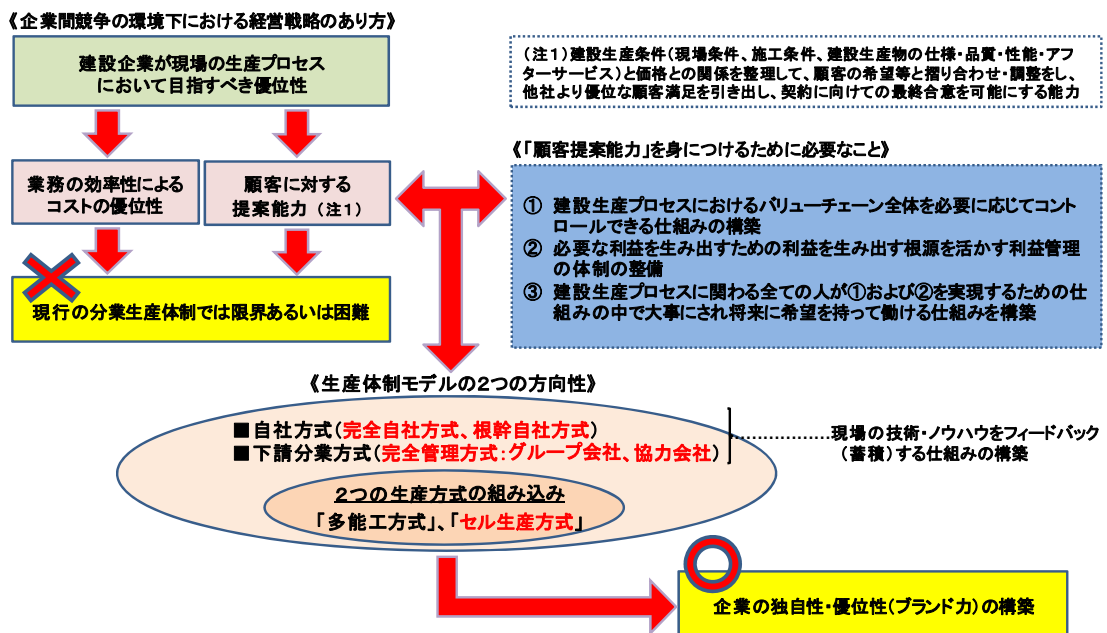 《企業間競争の環境下における経営戦略のあり方》
建設企業が現場の生産プロセス
において目指すべき優位性
(注1)建設生産条件(現場条件、施工条件、建設生産物の仕様・品質・性能・アフ
ターサービス)と価格との関係を整理して、顧客の希望等と摺り合わせ・調整をし、
他社より優位な顧客満足を引き出し、契約に向けての最終合意を可能にする能力
業務の効率性による
コストの優位性
顧客に対する
提案能力 (注1)
現行の分業生産体制では限界あるいは困難
《「顧客提案能力」を身につけるために必要なこと》
① 建設生産プロセスにおけるバリューチェーン全体を必要に応じてコント
ロールできる仕組みの構築
② 必要な利益を生み出すための利益を生み出す根源を活かす利益管理
の体制の整備
③ 建設生産プロセスに関わる全ての人が①および②を実現するための仕
組みの中で大事にされ将来に希望を持って働ける仕組みを構築
《生産体制モデルの2つの方向性》
■自社方式(完全自社方式、根幹自社方式)
■下請分業方式(完全管理方式:グループ会社、協力会社)
現場の技術・ノウハウをフィードバック
(蓄積)する仕組みの構築
2つの生産方式の組み込み
「多能工方式」、「セル生産方式」
企業の独自性・優位性(ブランド力)の構築